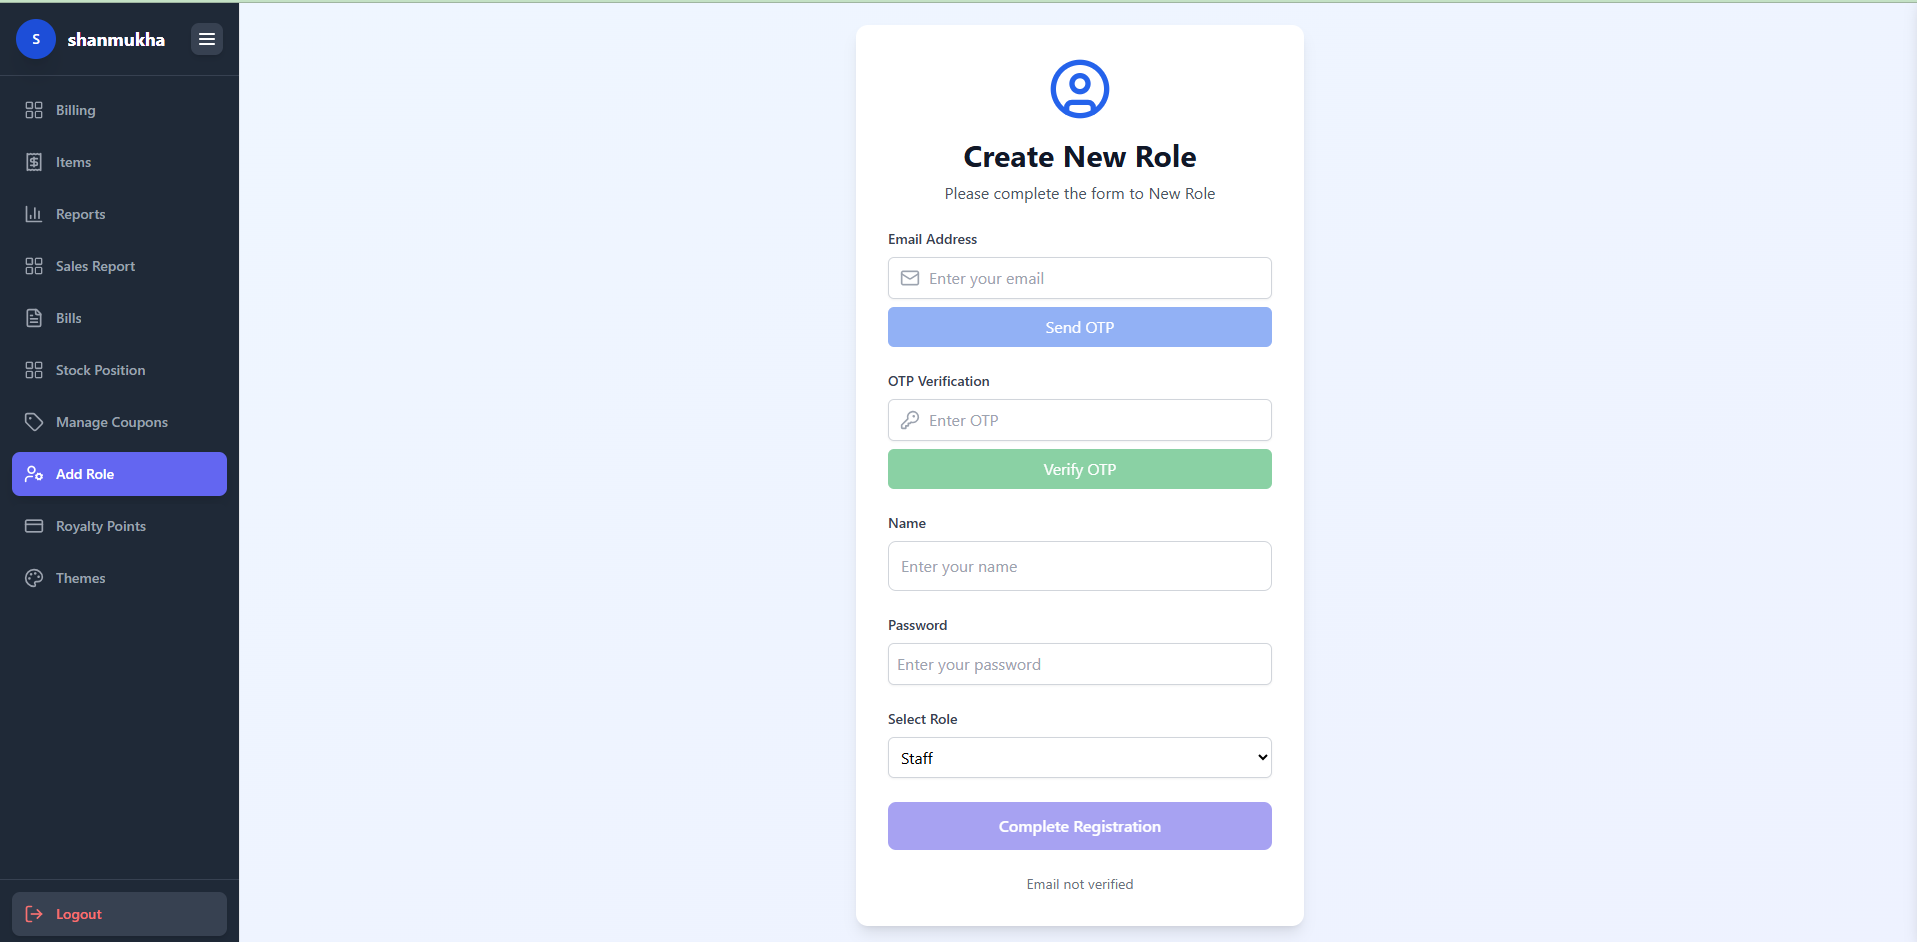 S
shanmukha
Billing
Items
Reports
Sales Report
Bills
Stock Position
Manage Coupons
Add Role
Royalty Points
Themes
Logout
Create New Role
Please complete the form to New Role
Email Address
Enter your email
Send OTP
OTP Verification
Enter OTP
Verify OTP
Name
Enter your name
Password
Enter your password
Select Role
Staff
Complete Registration
Email not verified